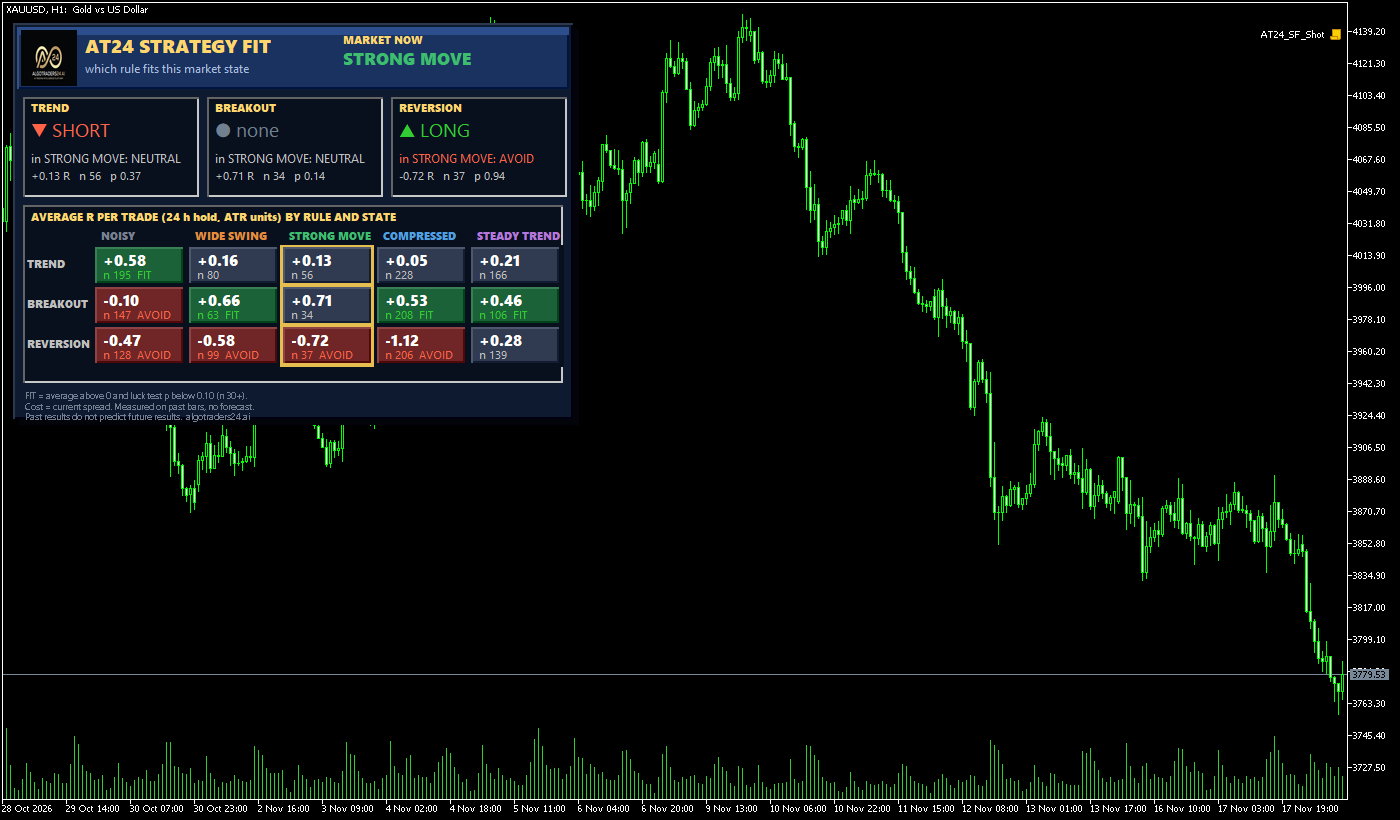 XAUUSD, H1: Gold vs US Dollar
AT24_SF_Shot
24
ALGOTRADERS24.AI
AT24 STRATEGY FIT
which rule fits this market state
MARKET NOW
STRONG MOVE
TREND
▼ SHORT
in STRONG MOVE: NEUTRAL
+0.13 R n 56 p 0.37
BREAKOUT
● none
in STRONG MOVE: NEUTRAL
+0.71 R n 34 p 0.14
REVERSION
▲ LONG
in STRONG MOVE: AVOID
-0.72 R n 37 p 0.94
AVERAGE R PER TRADE (24 h hold, ATR units) BY RULE AND STATE
NOISY WIDE SWING STRONG MOVE COMPRESSED STEADY TREND
TREND +0.58 +0.16 +0.13 +0.05 +0.21
n 195 FIT n 80 n 56 n 228 n 166
BREAKOUT -0.10 +0.66 +0.71 +0.53 +0.46
n 147 AVOID n 63 FIT n 34 n 208 FIT n 106 FIT
REVERSION -0.47 -0.58 -0.72 -1.12 +0.28
n 128 AVOID n 99 AVOID n 37 AVOID n 206 AVOID n 139
FIT = average above 0 and luck test p below 0.10 (n 30+).
Cost = current spread. Measured on past bars, no forecast.
Past results do not predict future results. algotraders24.ai
4139.20
4121.30
4103.40
4085.50
4067.60
4049.70
4031.80
4013.90
3996.00
3978.10
3960.20
3942.30
3924.40
3906.50
3888.60
3870.70
3852.80
3834.90
3817.00
3799.10
3779.53
3763.30
3745.40
3727.50
28 Oct 2026 29 Oct 14:00 30 Oct 07:00 30 Oct 23:00 2 Nov 16:00 3 Nov 09:00 4 Nov 02:00 4 Nov 18:00 5 Nov 11:00 6 Nov 04:00 6 Nov 20:00 9 Nov 13:00 10 Nov 06:00 10 Nov 22:00 11 Nov 15:00 12 Nov 08:00 13 Nov 01:00 13 Nov 17:00 16 Nov 10:00 17 Nov 03:00 17 Nov 19:00